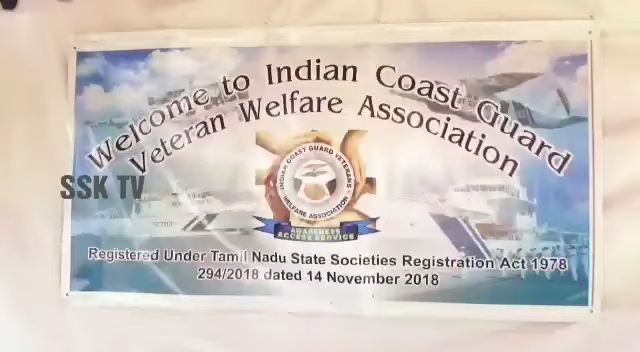 Welcome to Indian Coast Guard
Veteran Welfare Association
SSK TV
INDIAN COAST GUARD VETERANS
WELFARE ASSOCIATION
AWARENESS
ACCESS SERVICE
Registered Under Tamil Nadu State Societies Registration Act 1978
294/2018 dated 14 November 2018